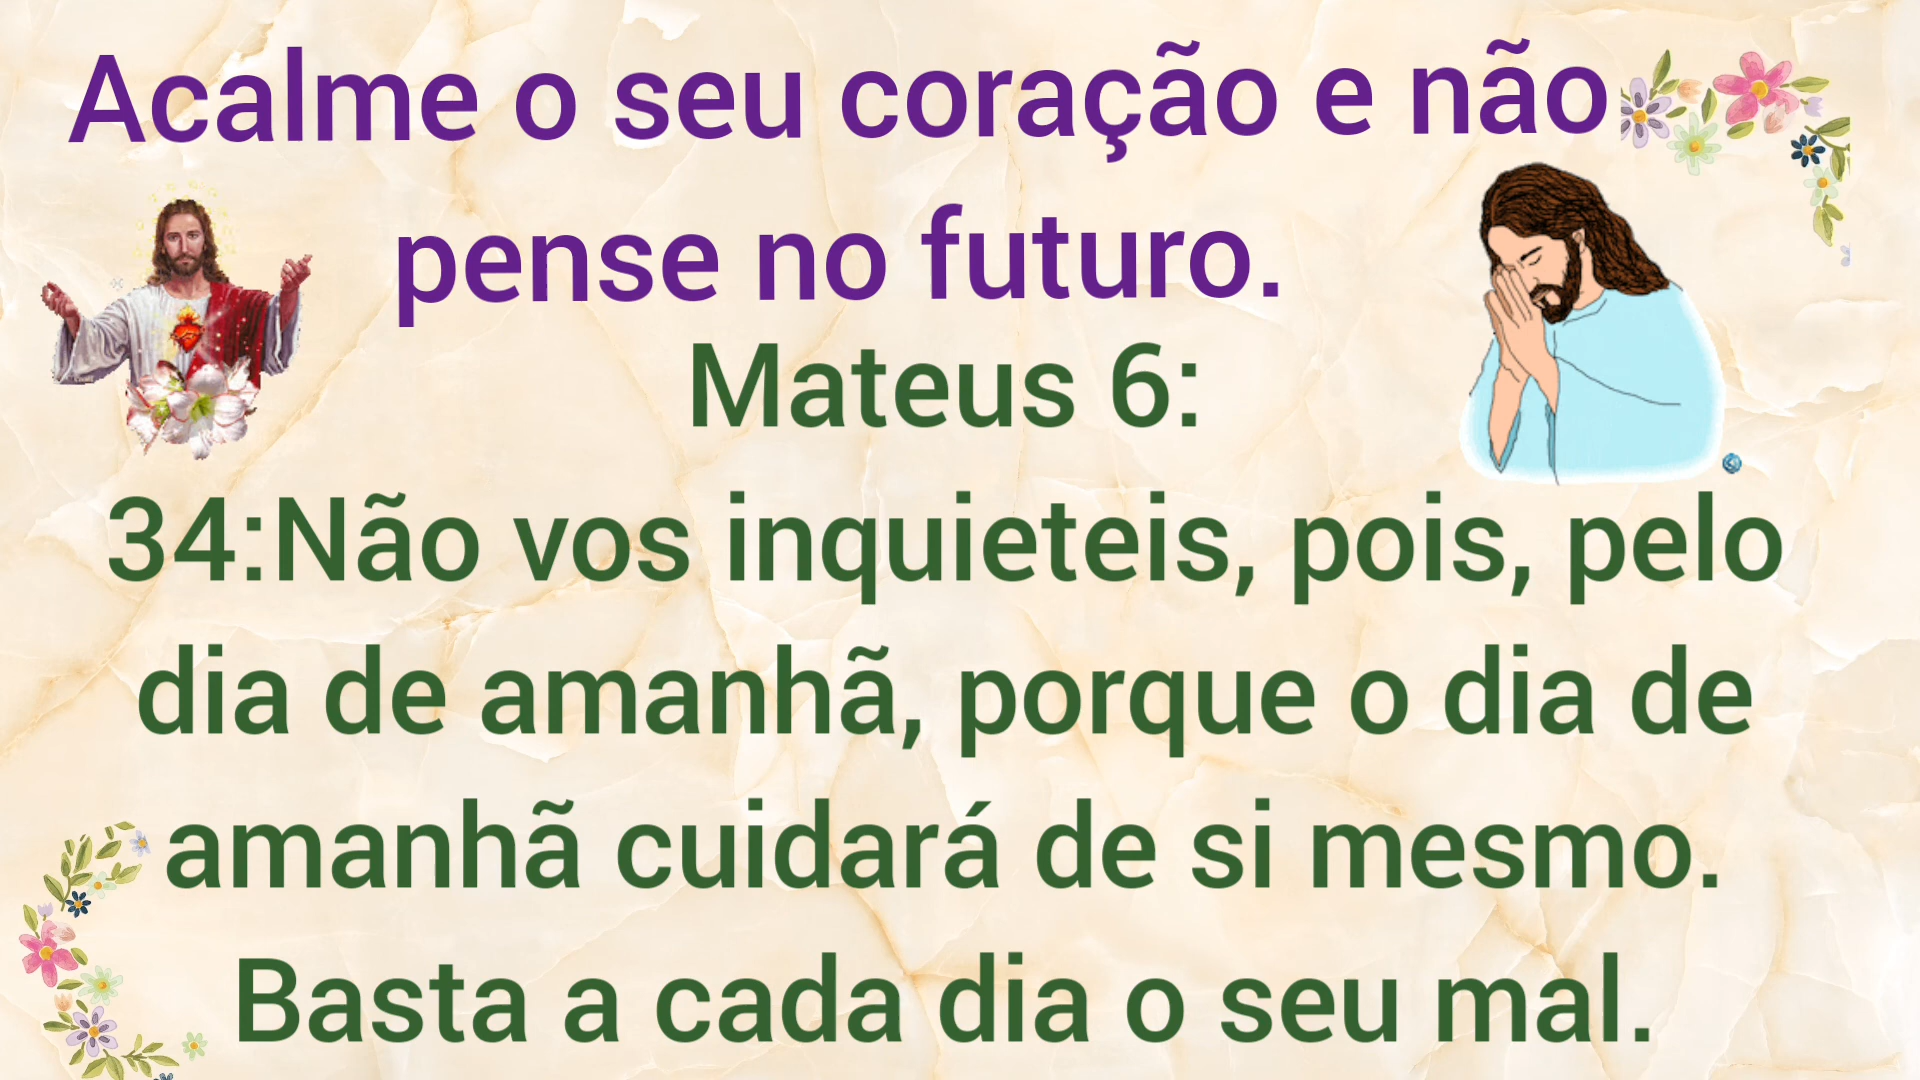 Acalme o seu coração e não
pense no futuro.
Mateus 6:
34:Não vos inquieteis, pois, pelo
dia de amanhã, porque o dia de
amanhã cuidará de si mesmo.
Basta a cada dia o seu mal.